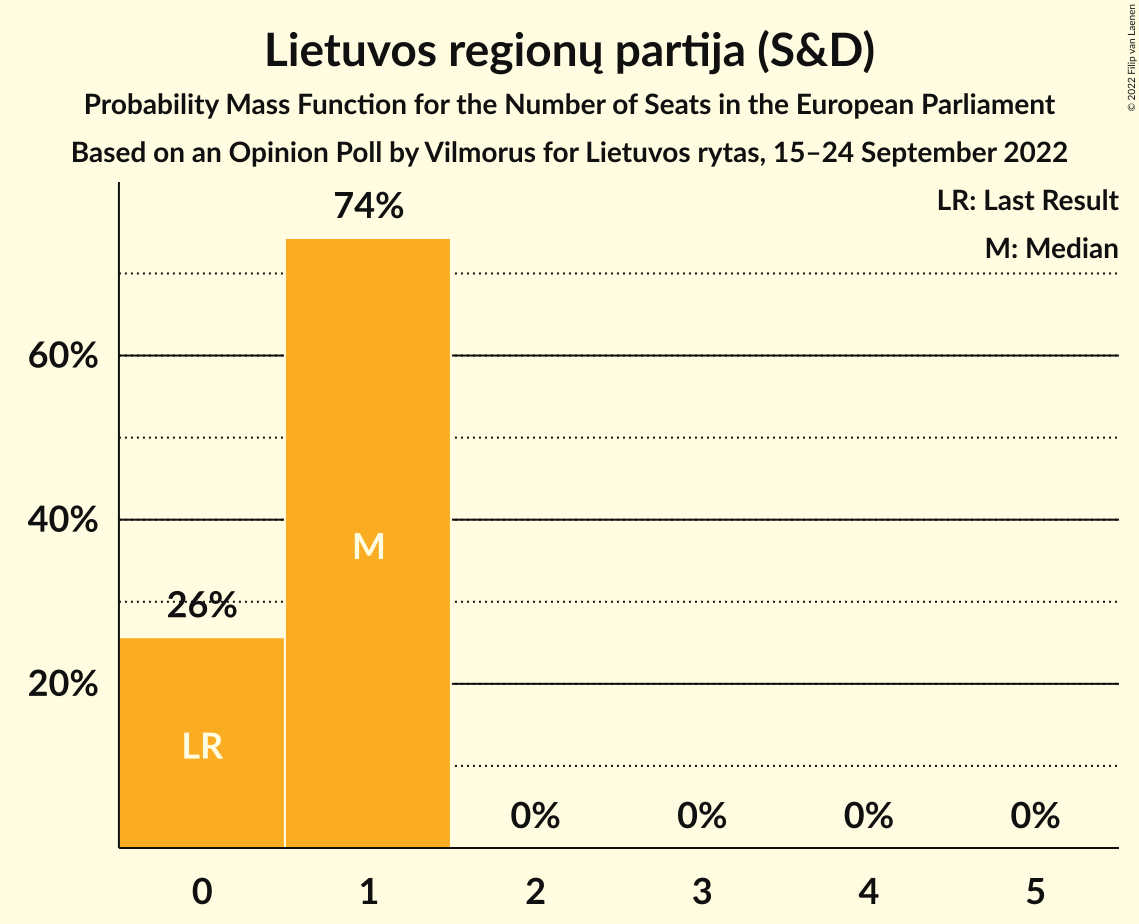 Lietuvos regionų partija (S&D)
Probability Mass Function for the Number of Seats in the European Parliament
Based on an Opinion Poll by Vilmorus for Lietuvos rytas, 15–24 September 2022
© 2022 Filip van Laenen
LR: Last Result
M: Median
74%
60%
40%
20%
26%
M
LR
0%
0%
0%
0%
0
1
2
3
4
5